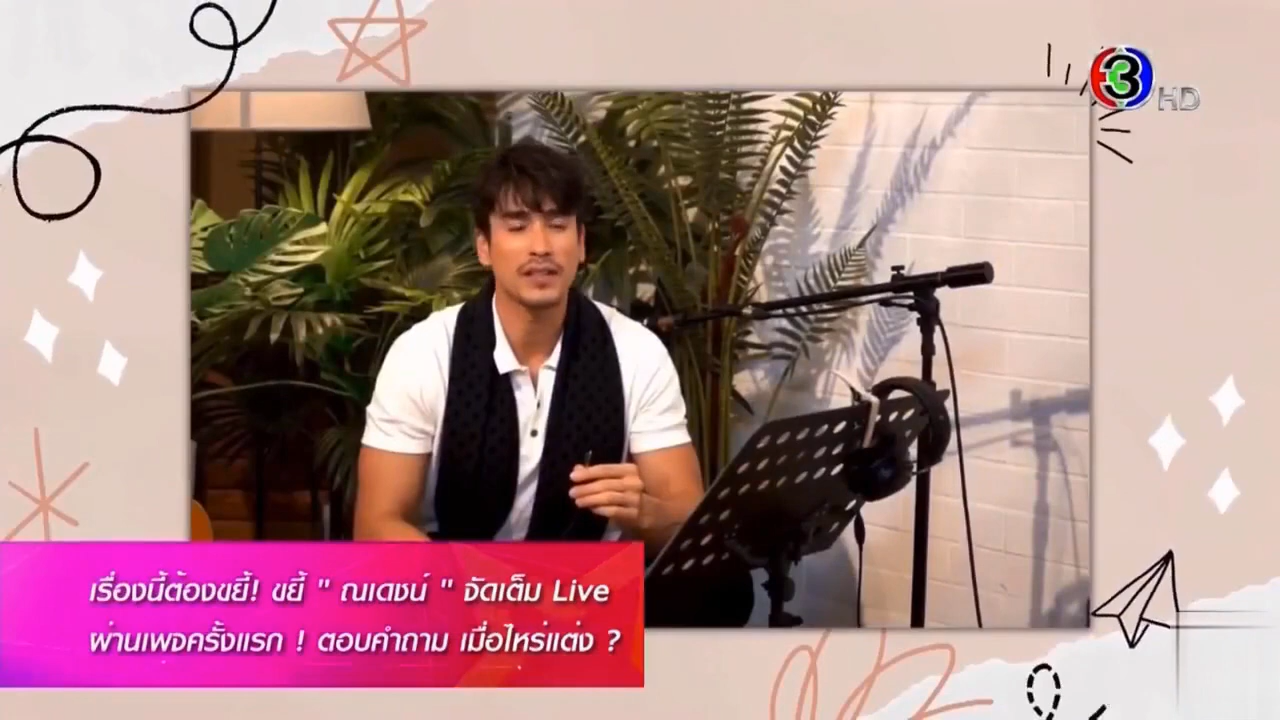 3 HD
เรื่องนี้ต้องขยี้! ขยี้ " ณเดชน์ " จัดเต็ม Live
ผ่านเพจครั้งแรก ! ตอบคำถาม เมื่อไหร่แต่ง ?